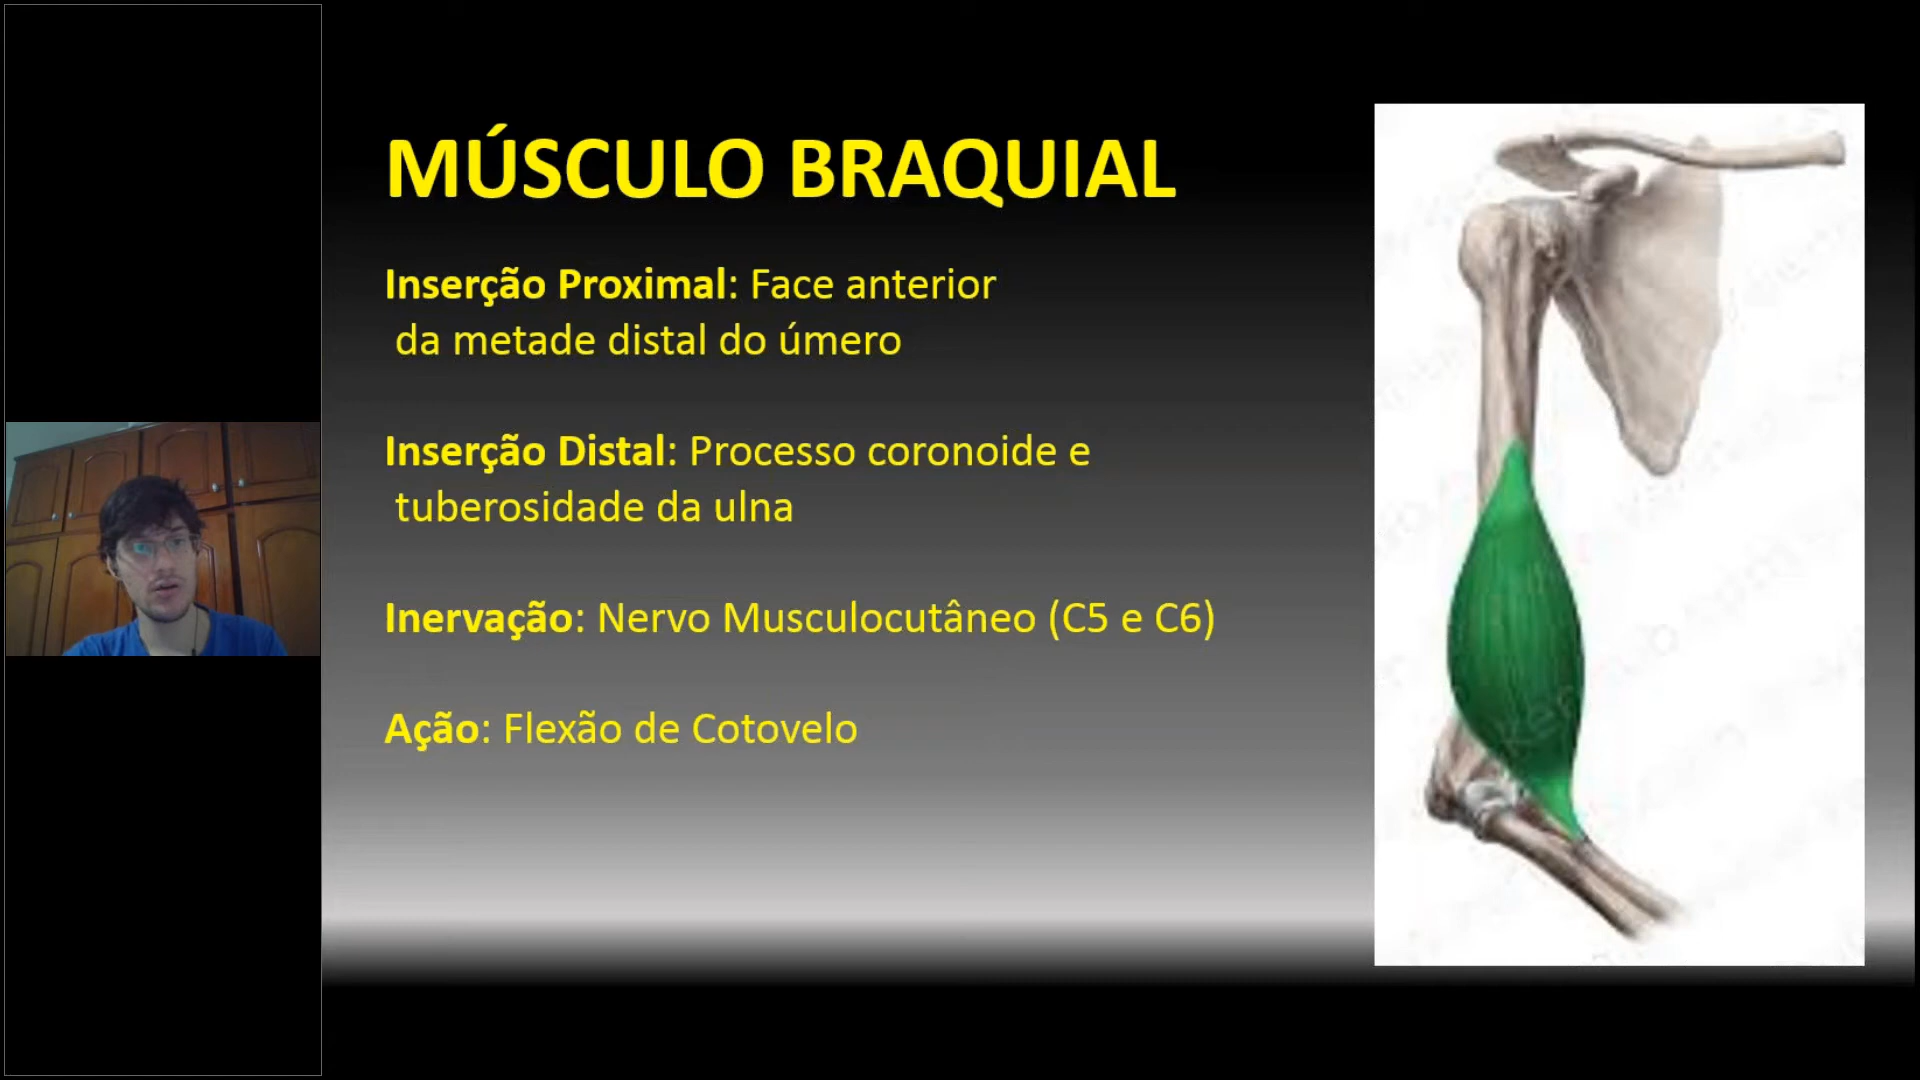 MÚSCULO BRAQUIAL
Inserção Proximal: Face anterior
da metade distal do úmero
Inserção Distal: Processo coronoide e
tuberosidade da ulna
Inervação: Nervo Musculocutâneo (C5 e C6)
Ação: Flexão de Cotovelo